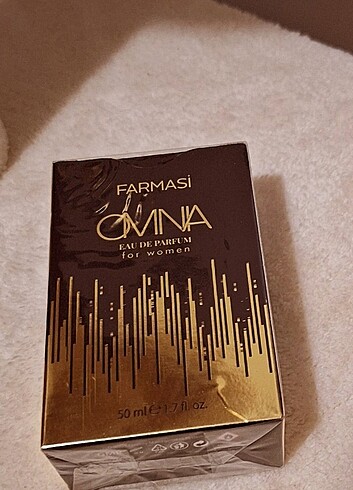 FARMASi
OMNIA
EAU DE PARFUM
for women
50 ml e 1.7 fl. oz.